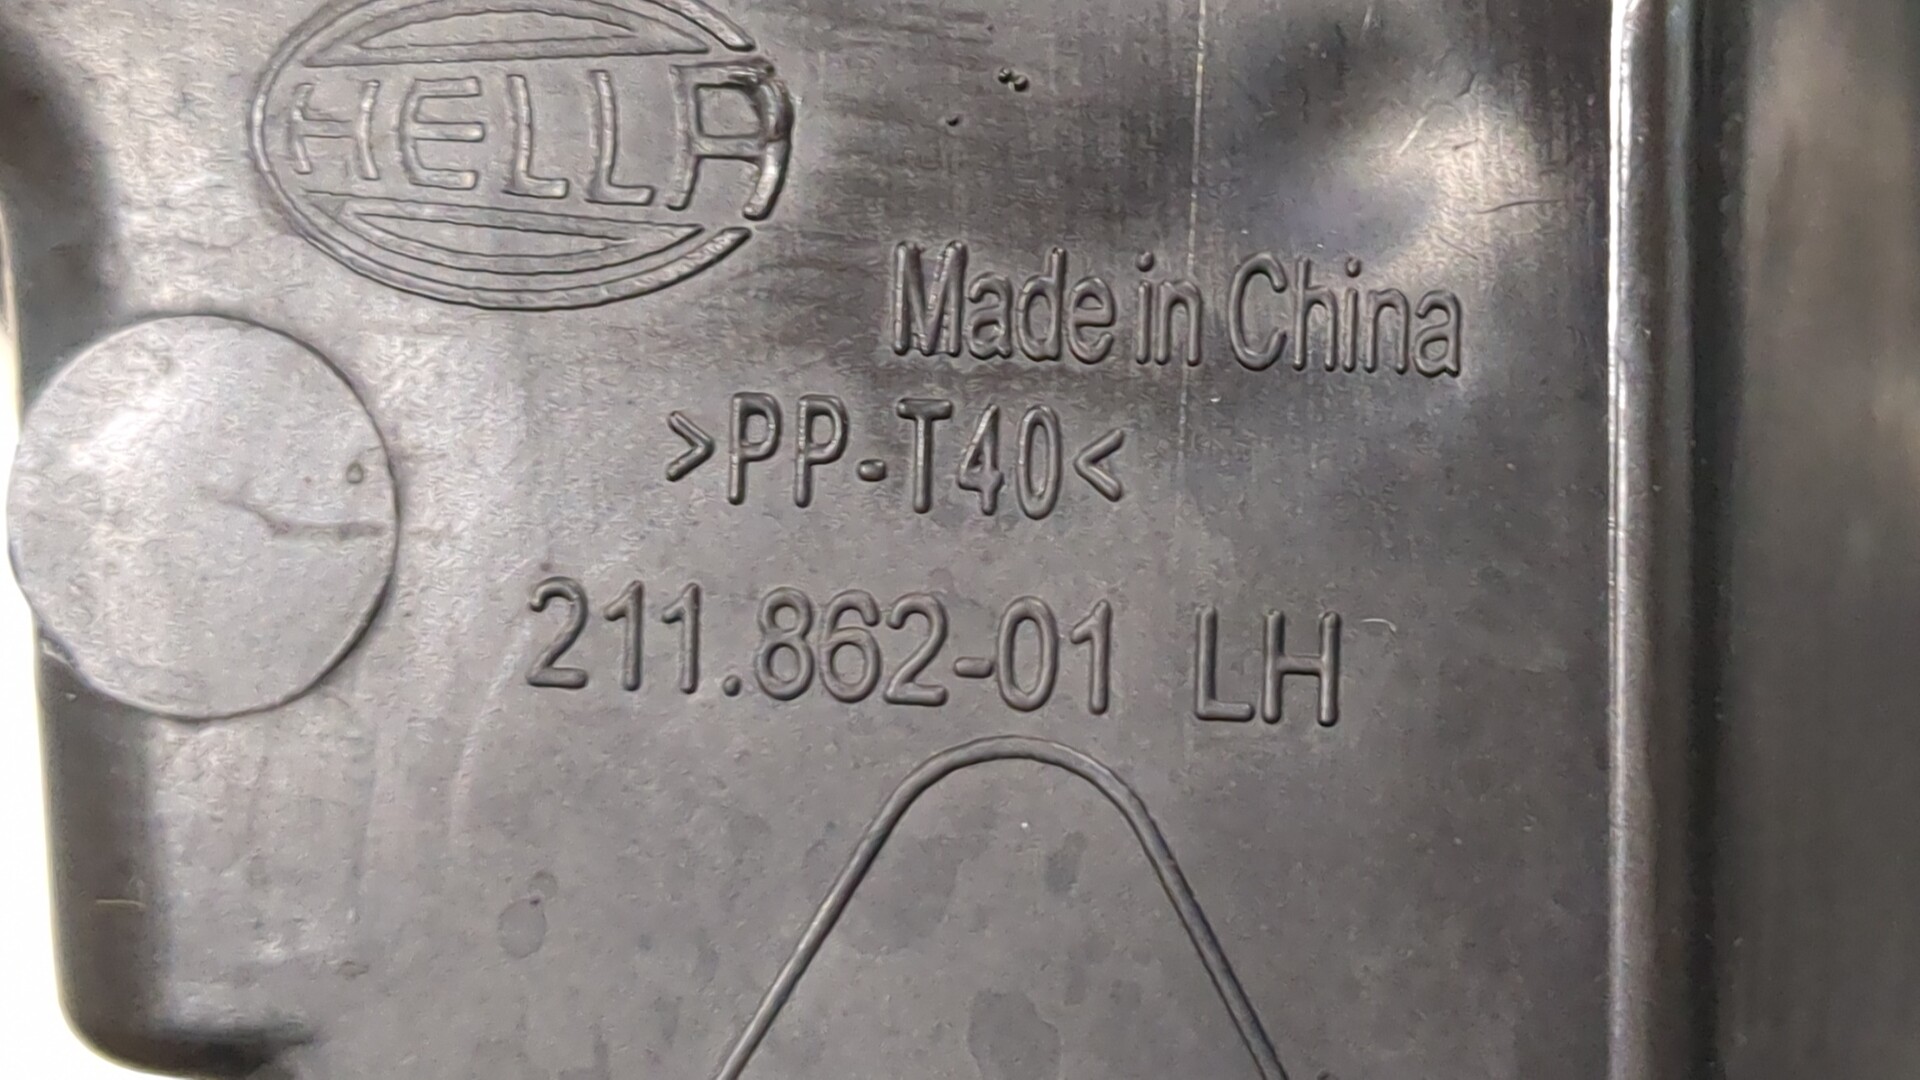 HELLA
Made in China
>PP-T40<
211.862-01 LH